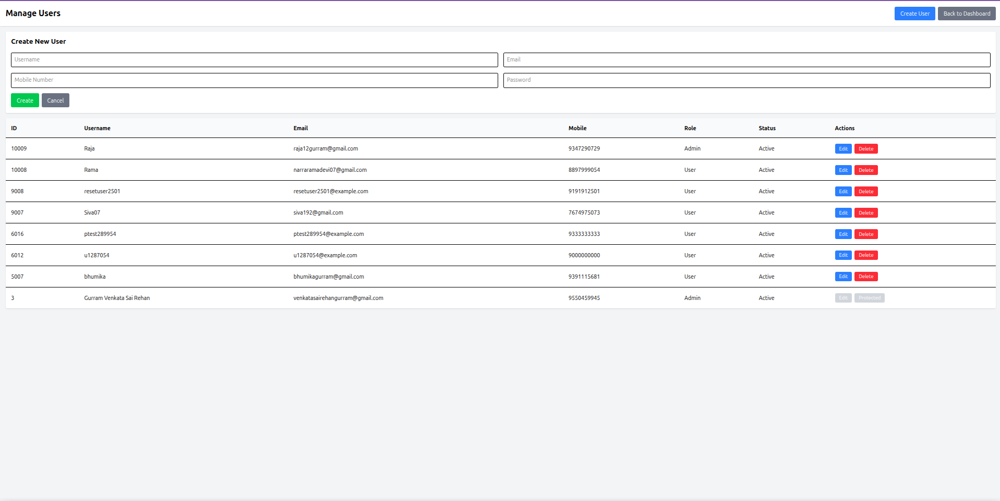 Manage Users Create User Back to Dashboard
Create New User
Username Email
Mobile Number Password
Create Cancel
ID Username Email Mobile Role Status Actions
10009 Raja raja12gurram@gmail.com 9347290729 Admin Active Edit Delete
10008 Rama narraramadevi07@gmail.com 8897999054 User Active Edit Delete
9008 resetuser2501 resetuser2501@example.com 9191912501 User Active Edit Delete
9007 Siva07 siva192@gmail.com 7674975073 User Active Edit Delete
6016 ptest289954 ptest289954@example.com 9333333333 User Active Edit Delete
6012 u1287054 u1287054@example.com 9000000000 User Active Edit Delete
5007 bhumika bhumikagurram@gmail.com 9391115681 User Active Edit Delete
3 Gurram Venkata Sai Rehan venkatasairehangurram@gmail.com 9550459945 Admin Active Edit Protected